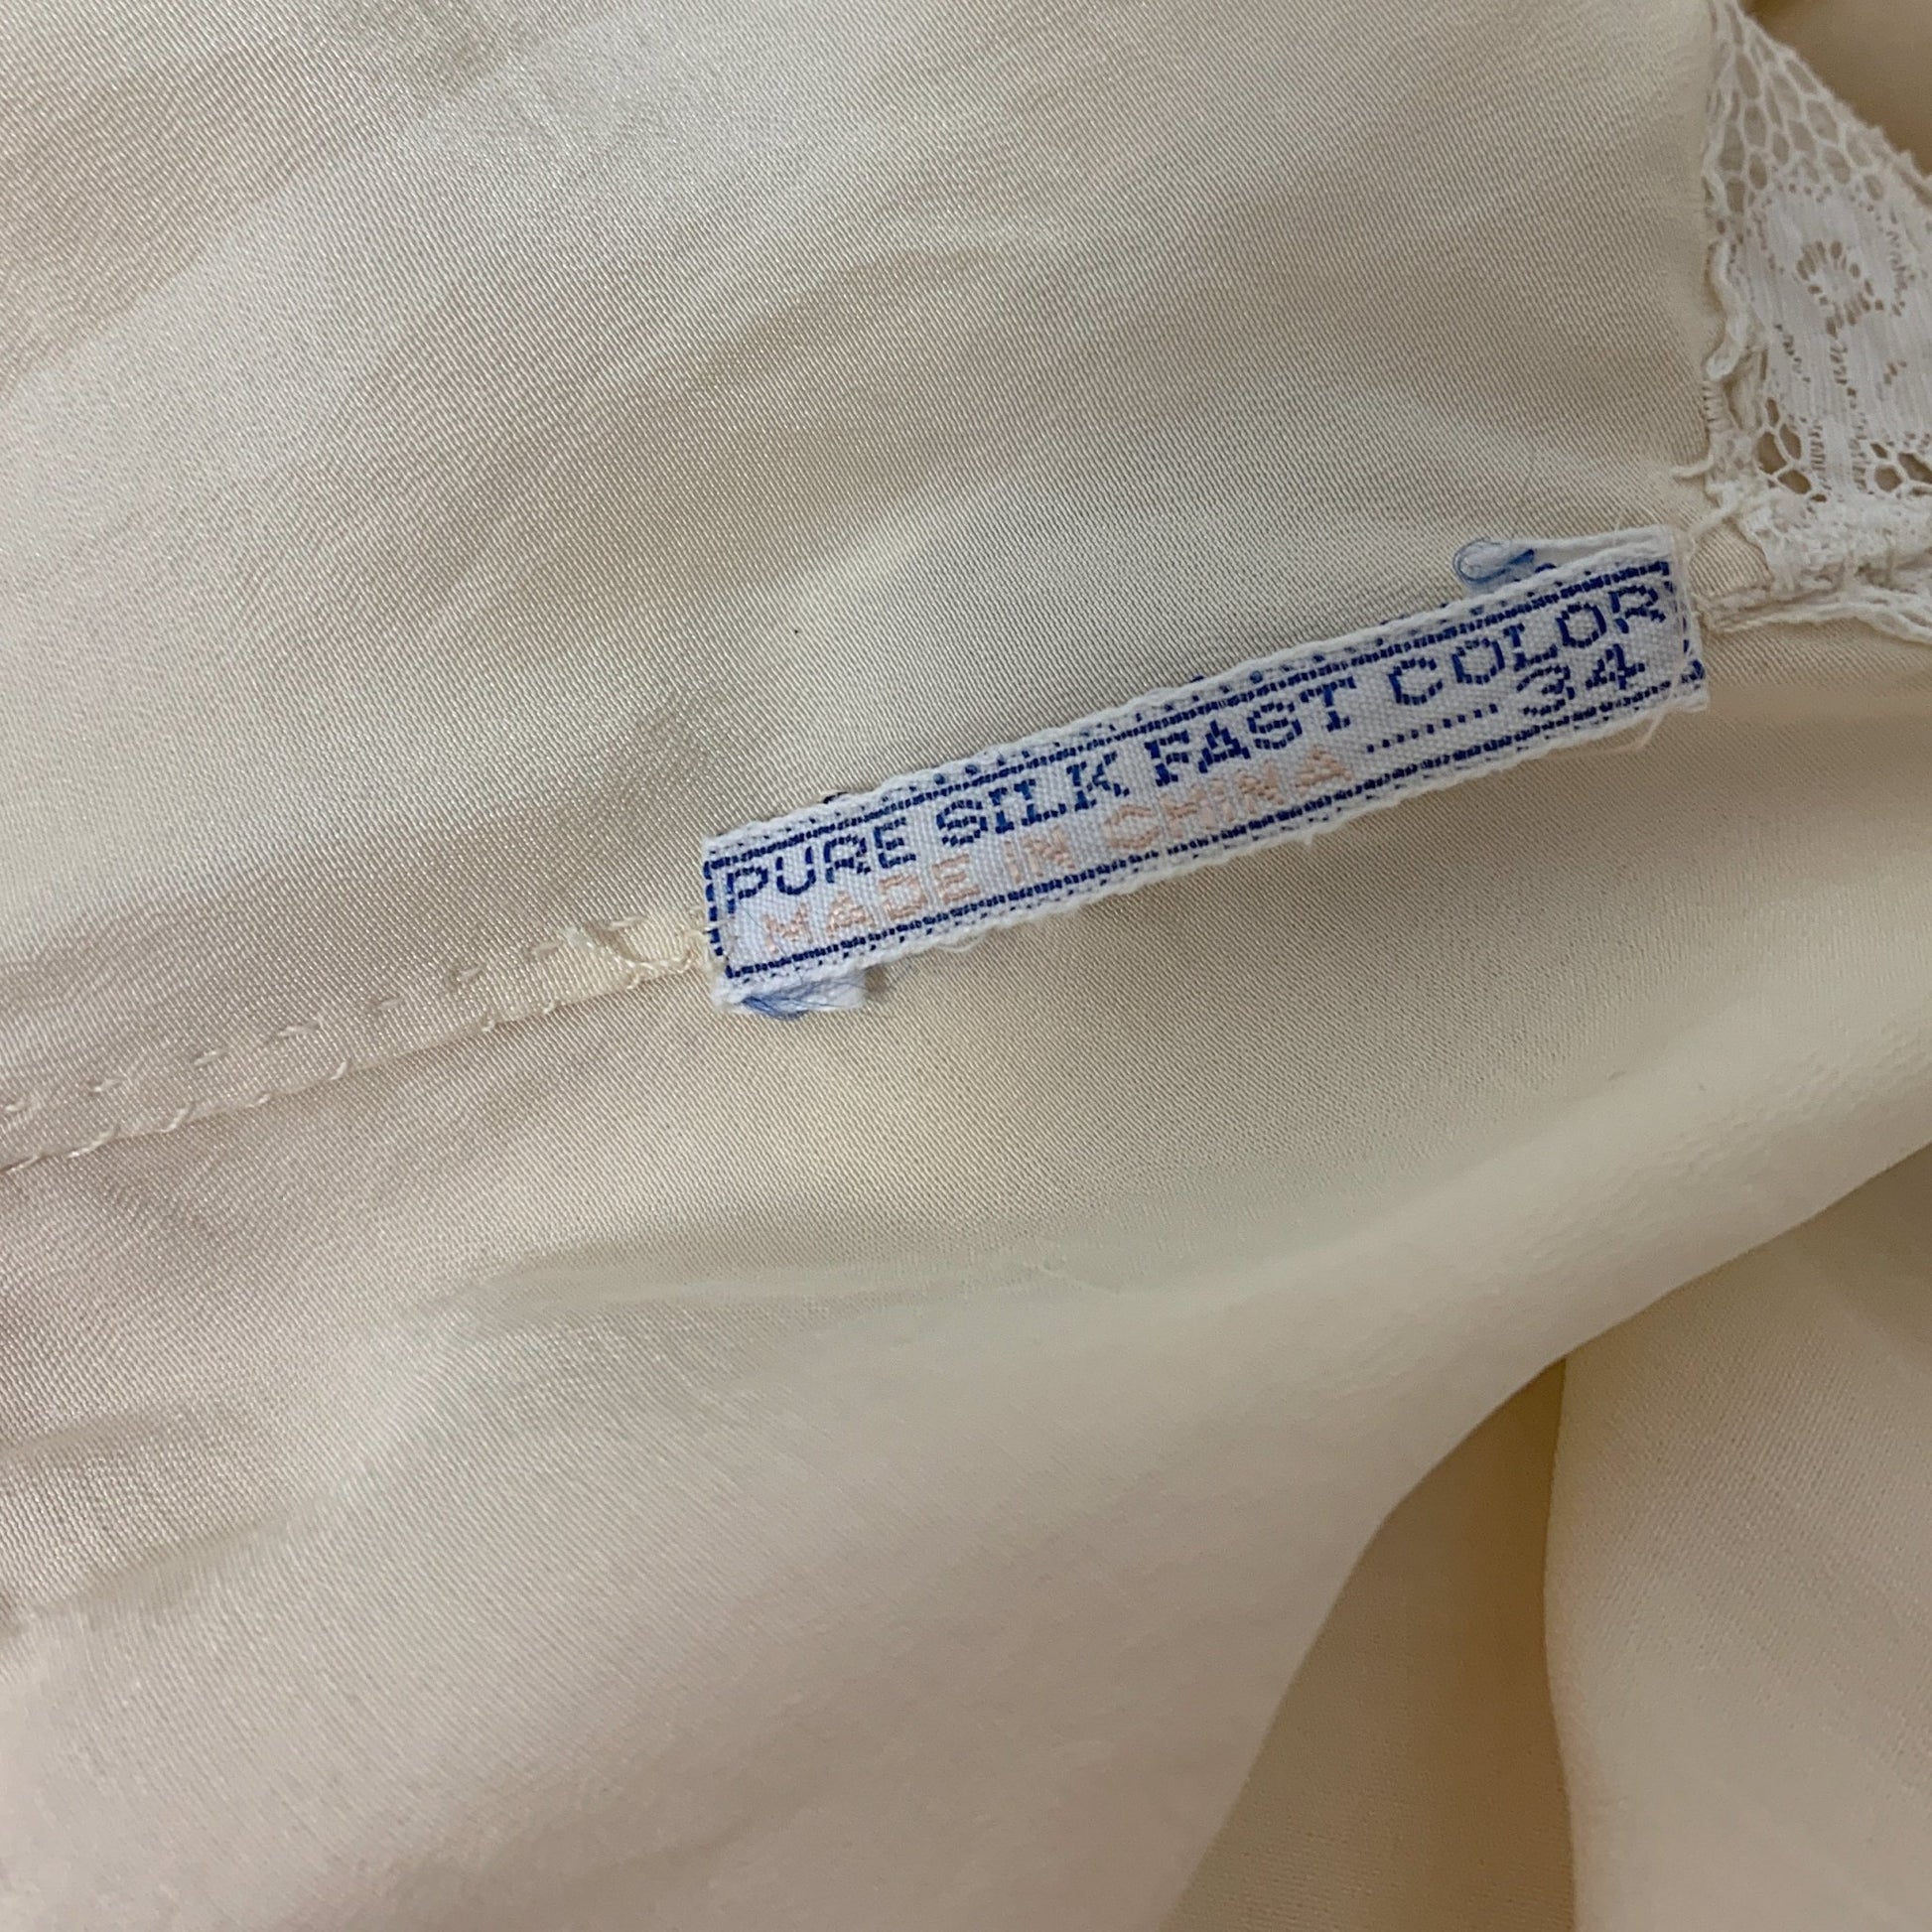 PURE SILK FAST COLOR
MADE IN CHINA ........34